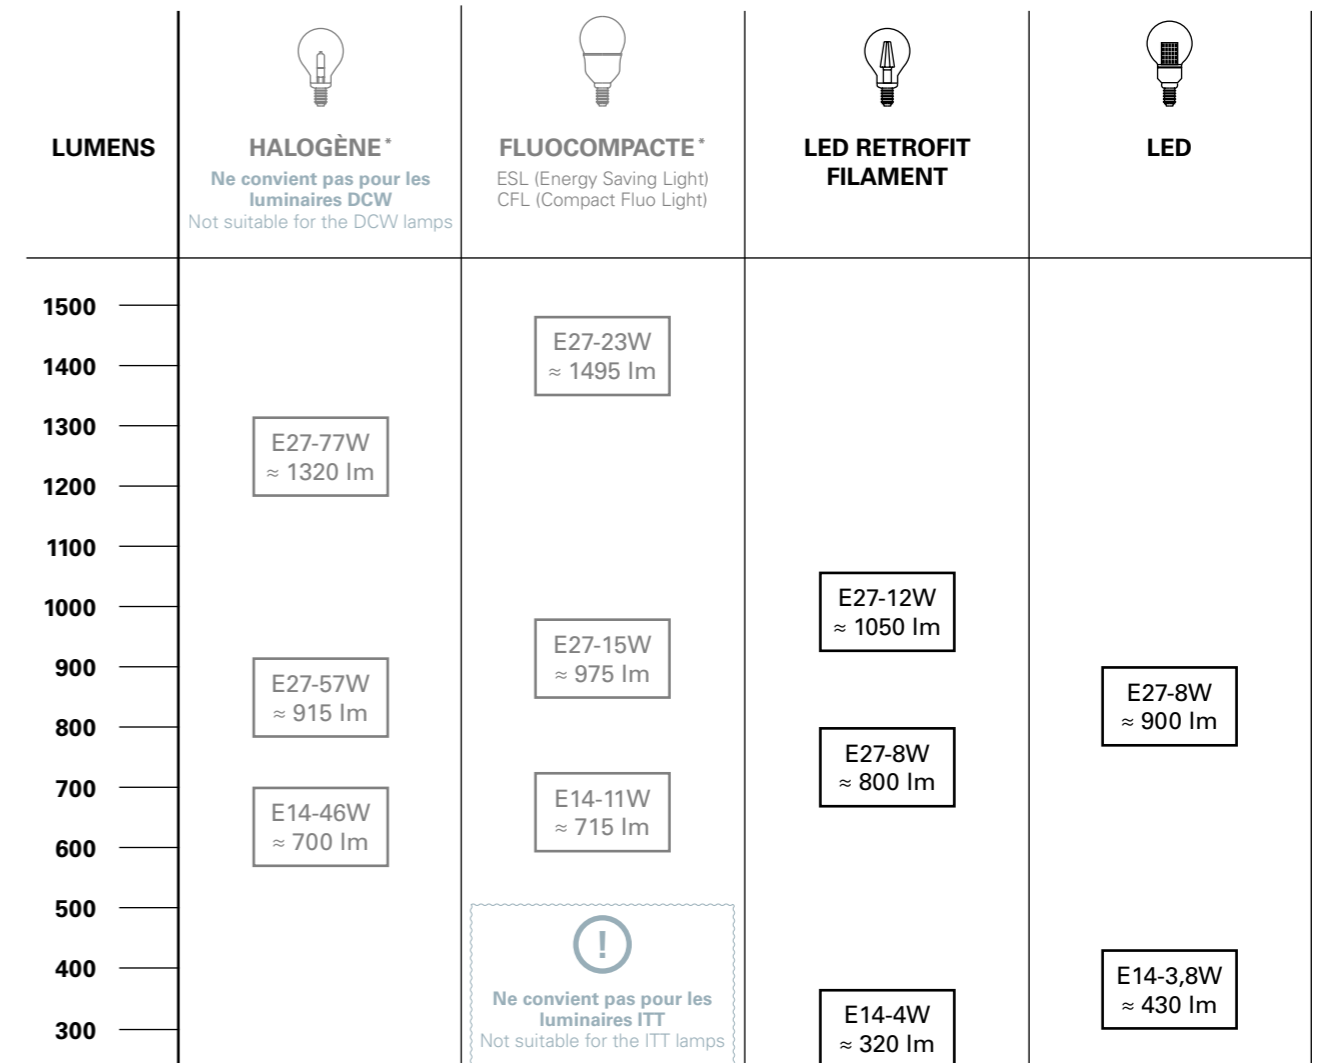 LUMENS
HALOGÈNE*
Ne convient pas pour les
luminaires DCW
Not suitable for the DCW lamps
FLUOCOMPACTE*
ESL (Energy Saving Light)
CFL (Compact Fluo Light)
LED RETROFIT
FILAMENT
LED
1500
1400
1300
1200
1100
1000
900
800
700
600
500
400
300
E27-77W
≈ 1320 lm
E27-57W
≈ 915 lm
E14-46W
≈ 700 lm
E27-23W
≈ 1495 lm
E27-15W
≈ 975 lm
E14-11W
≈ 715 lm
!
Ne convient pas pour les
luminaires ITT
Not suitable for the ITT lamps
E27-12W
≈ 1050 lm
E27-8W
≈ 800 lm
E14-4W
≈ 320 lm
E27-8W
≈ 900 lm
E14-3,8W
≈ 430 lm